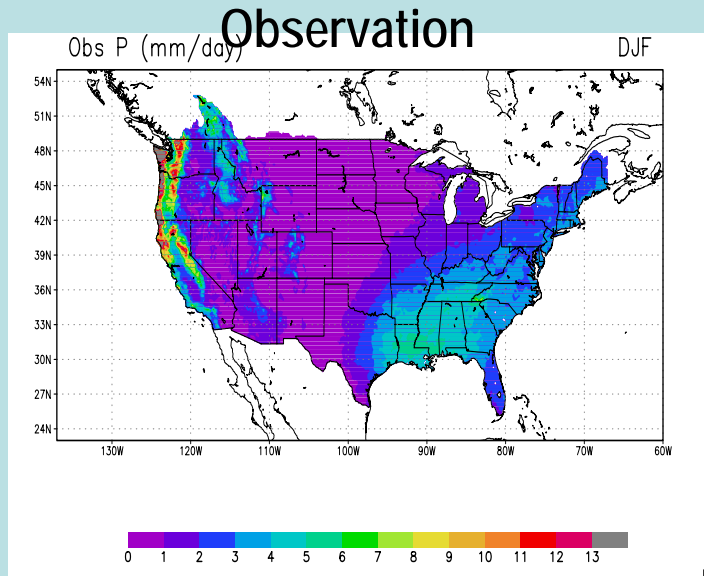 Observation
Obs P (mm/day) DJF
54N
51N
48N
45N
42N
39N
36N
33N
30N
27N
24N
130W 120W 110W 100W 90W 80W 70W 60W
0 1 2 3 4 5 6 7 8 9 10 11 12 13